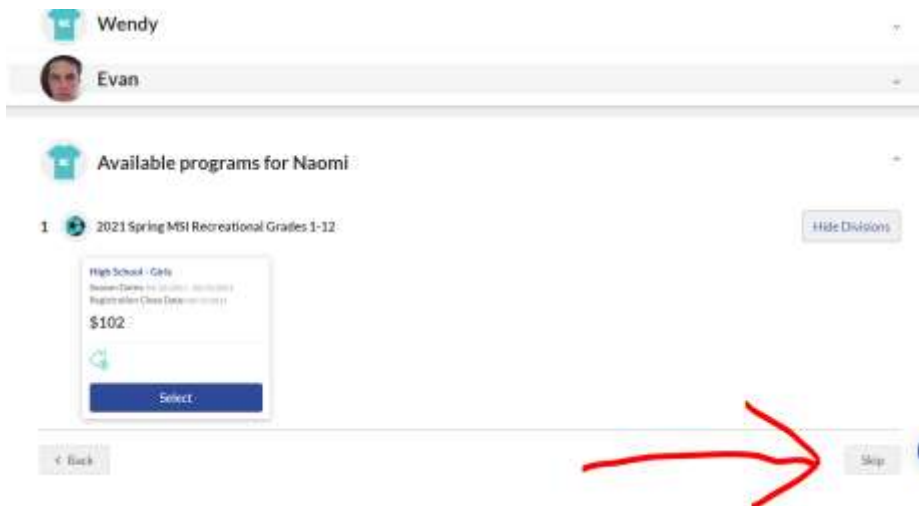 Wendy
Evan
Available programs for Naomi
1 2021 Spring MSI Recreational Grades 1-12
Hide Divisions
High School - Girls
Season Dates
Registration Close Date
$102
Select
< Back
Skip